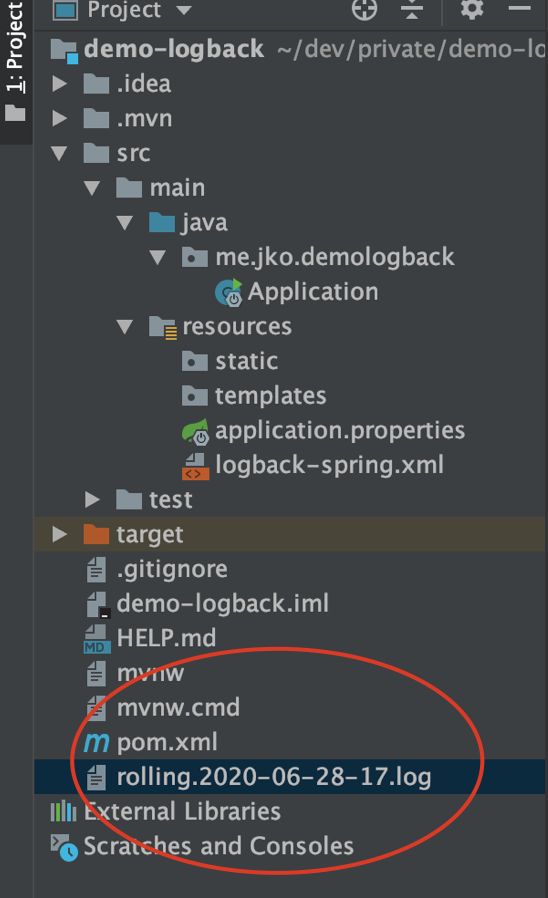 Project
1: Project
demo-logback ~/dev/private/demo-lo
.idea
.mvn
src
main
java
me.jko.demologback
Application
resources
static
templates
application.properties
logback-spring.xml
test
target
.gitignore
demo-logback.iml
MD HELP.md
mvnw
mvnw.cmd
m pom.xml
rolling.2020-06-28-17.log
External Libraries
Scratches and Consoles